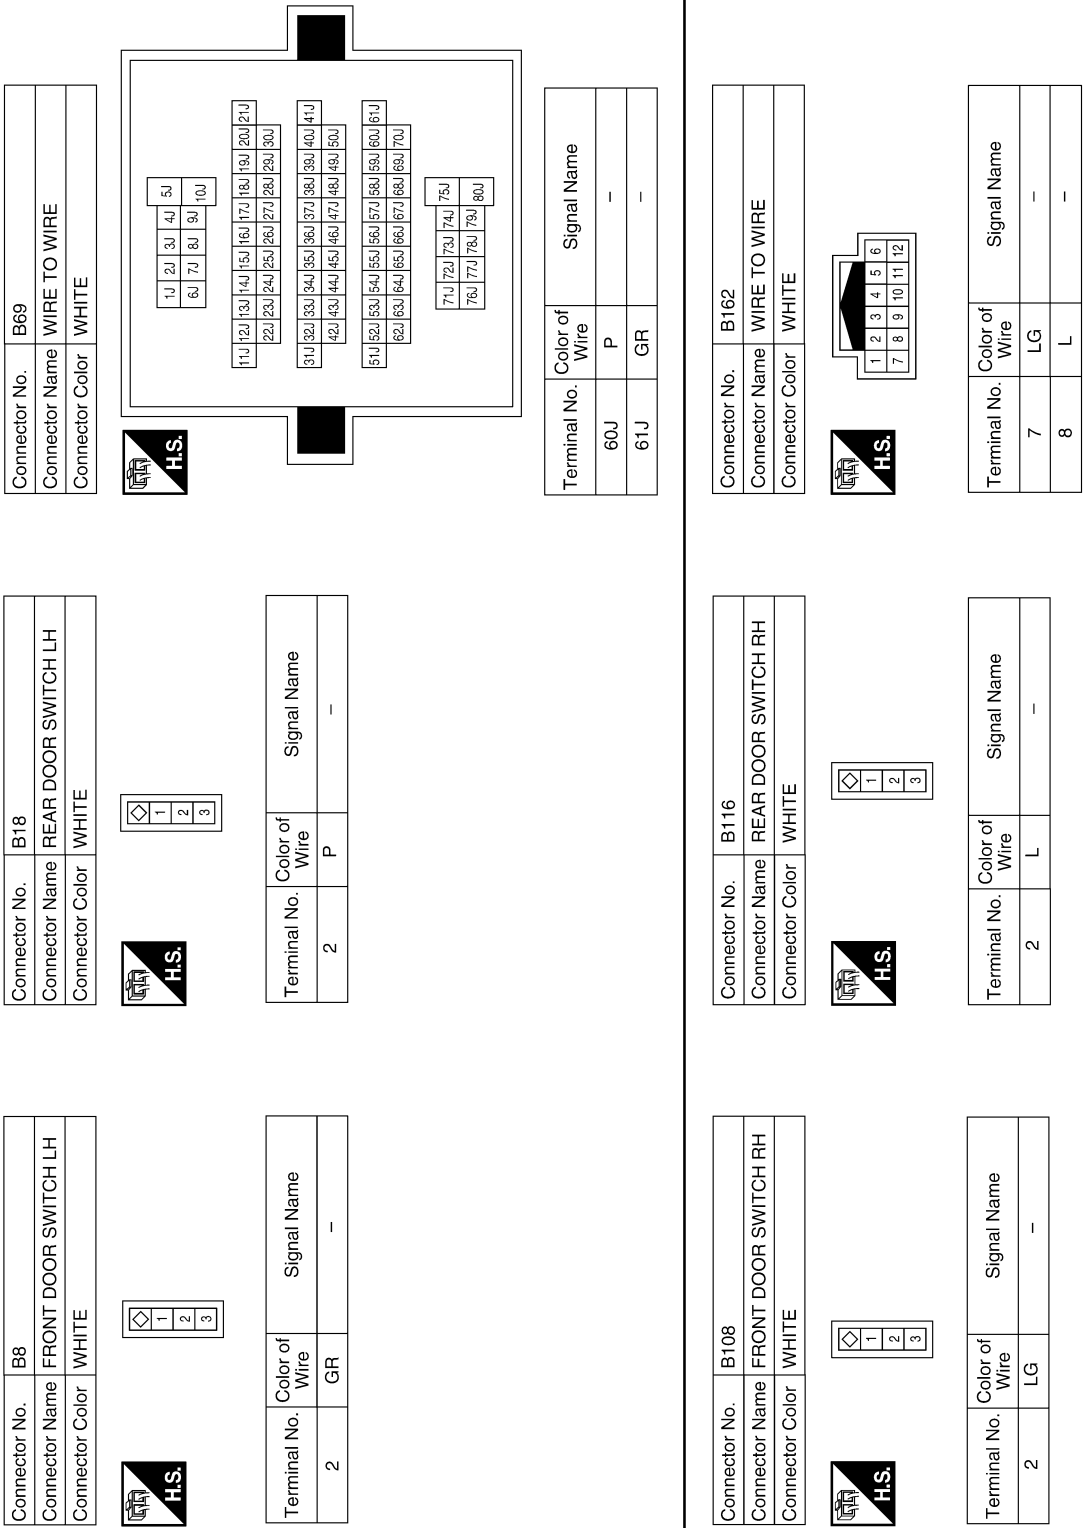 Connector No. B8
Connector Name FRONT DOOR SWITCH LH
Connector Color WHITE
H.S.
1 2 3
Terminal No. Color of Wire Signal Name
2 GR –
Connector No. B18
Connector Name REAR DOOR SWITCH LH
Connector Color WHITE
H.S.
1 2 3
Terminal No. Color of Wire Signal Name
2 P –
Connector No. B69
Connector Name WIRE TO WIRE
Connector Color WHITE
H.S.
1J 2J 3J 4J 5J
6J 7J 8J 9J 10J
11J 12J 13J 14J 15J 16J 17J 18J 19J 20J 21J
22J 23J 24J 25J 26J 27J 28J 29J 30J
31J 32J 33J 34J 35J 36J 37J 38J 39J 40J 41J
42J 43J 44J 45J 46J 47J 48J 49J 50J
51J 52J 53J 54J 55J 56J 57J 58J 59J 60J 61J
62J 63J 64J 65J 66J 67J 68J 69J 70J
71J 72J 73J 74J 75J
76J 77J 78J 79J 80J
Terminal No. Color of Wire Signal Name
60J P –
61J GR –
Connector No. B108
Connector Name FRONT DOOR SWITCH RH
Connector Color WHITE
H.S.
1 2 3
Terminal No. Color of Wire Signal Name
2 LG –
Connector No. B116
Connector Name REAR DOOR SWITCH RH
Connector Color WHITE
H.S.
1 2 3
Terminal No. Color of Wire Signal Name
2 L –
Connector No. B162
Connector Name WIRE TO WIRE
Connector Color WHITE
H.S.
1 2 3 4 5 6
7 8 9 10 11 12
Terminal No. Color of Wire Signal Name
7 LG –
8 L –